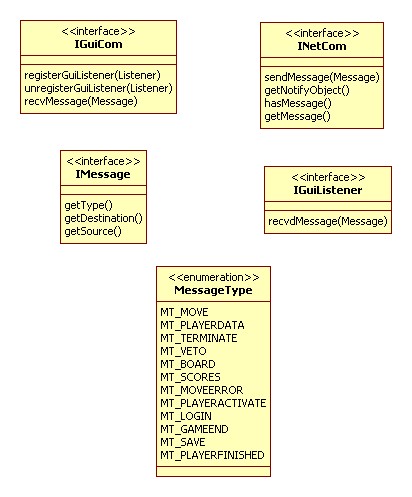 <<interface>>
IGuiCom
registerGuiListener(Listener)
unregisterGuiListener(Listener)
recvMessage(Message)
<<interface>>
INetCom
sendMessage(Message)
getNotifyObject()
hasMessage()
getMessage()
<<interface>>
IMessage
getType()
getDestination()
getSource()
<<interface>>
IGuiListener
recvdMessage(Message)
<<enumeration>>
MessageType
MT_MOVE
MT_PLAYERDATA
MT_TERMINATE
MT_VETO
MT_BOARD
MT_SCORES
MT_MOVEERROR
MT_PLAYERACTIVATE
MT_LOGIN
MT_GAMEEND
MT_SAVE
MT_PLAYERFINISHED